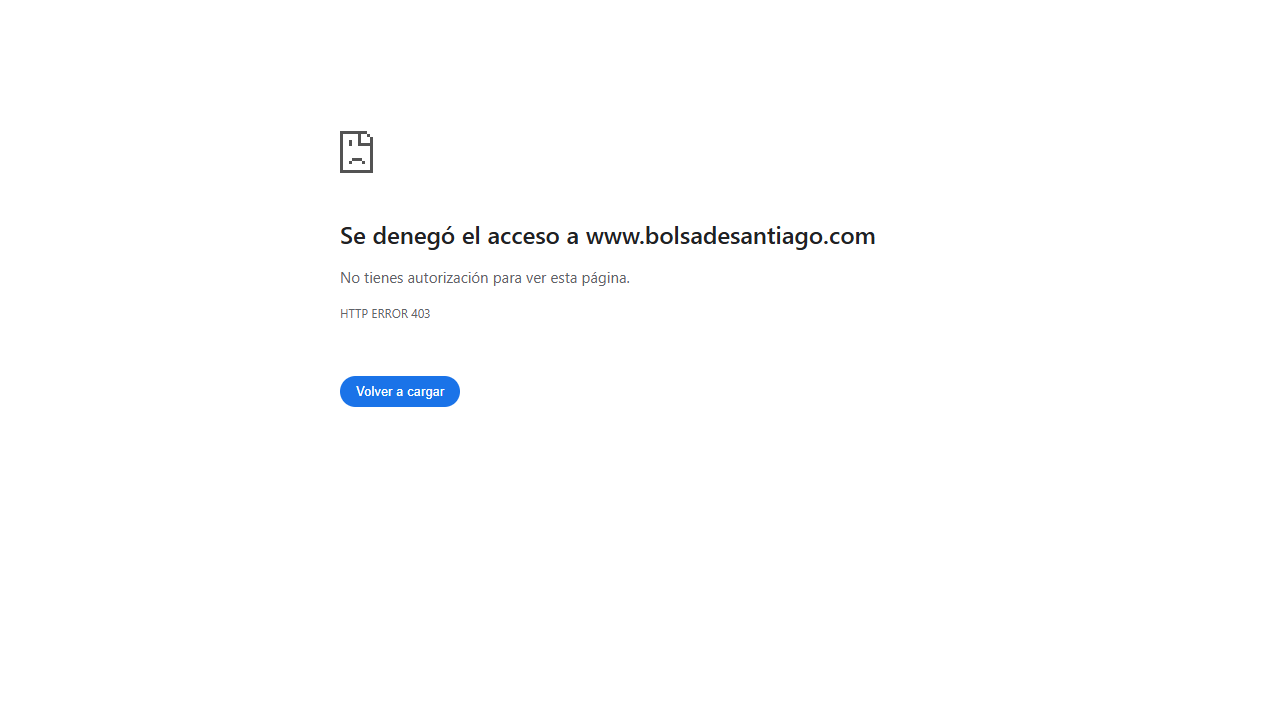 Se denegó el acceso a www.bolsadesantiago.com
No tienes autorización para ver esta página.
HTTP ERROR 403
Volver a cargar